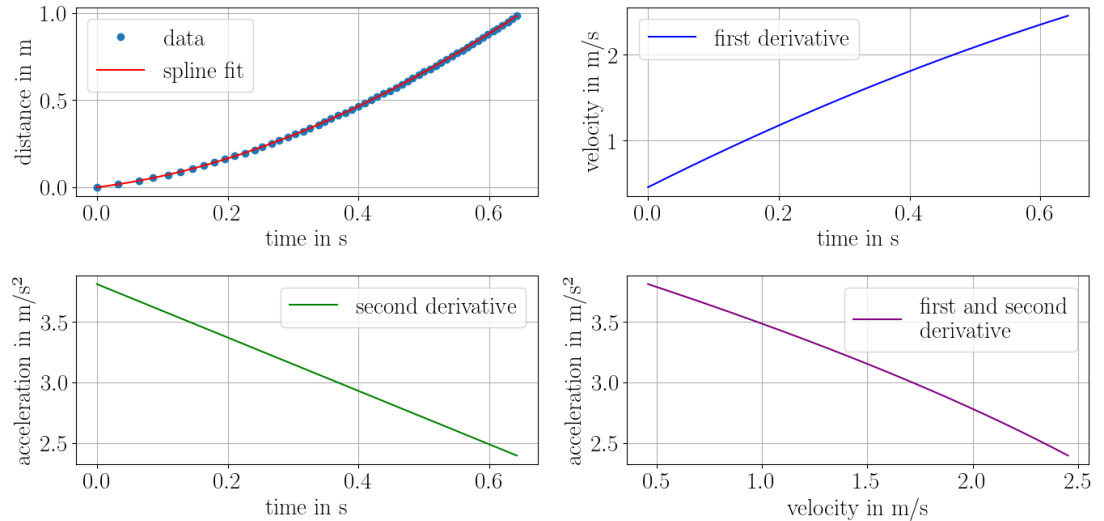 distance in m
1.0
0.5
0.0
data
spline fit
0.0 0.2 0.4 0.6
time in s
velocity in m/s
2
1
first derivative
0.0 0.2 0.4 0.6
time in s
acceleration in m/s²
3.5
3.0
2.5
second derivative
0.0 0.2 0.4 0.6
time in s
acceleration in m/s²
3.5
3.0
2.5
first and second
derivative
0.5 1.0 1.5 2.0 2.5
velocity in m/s